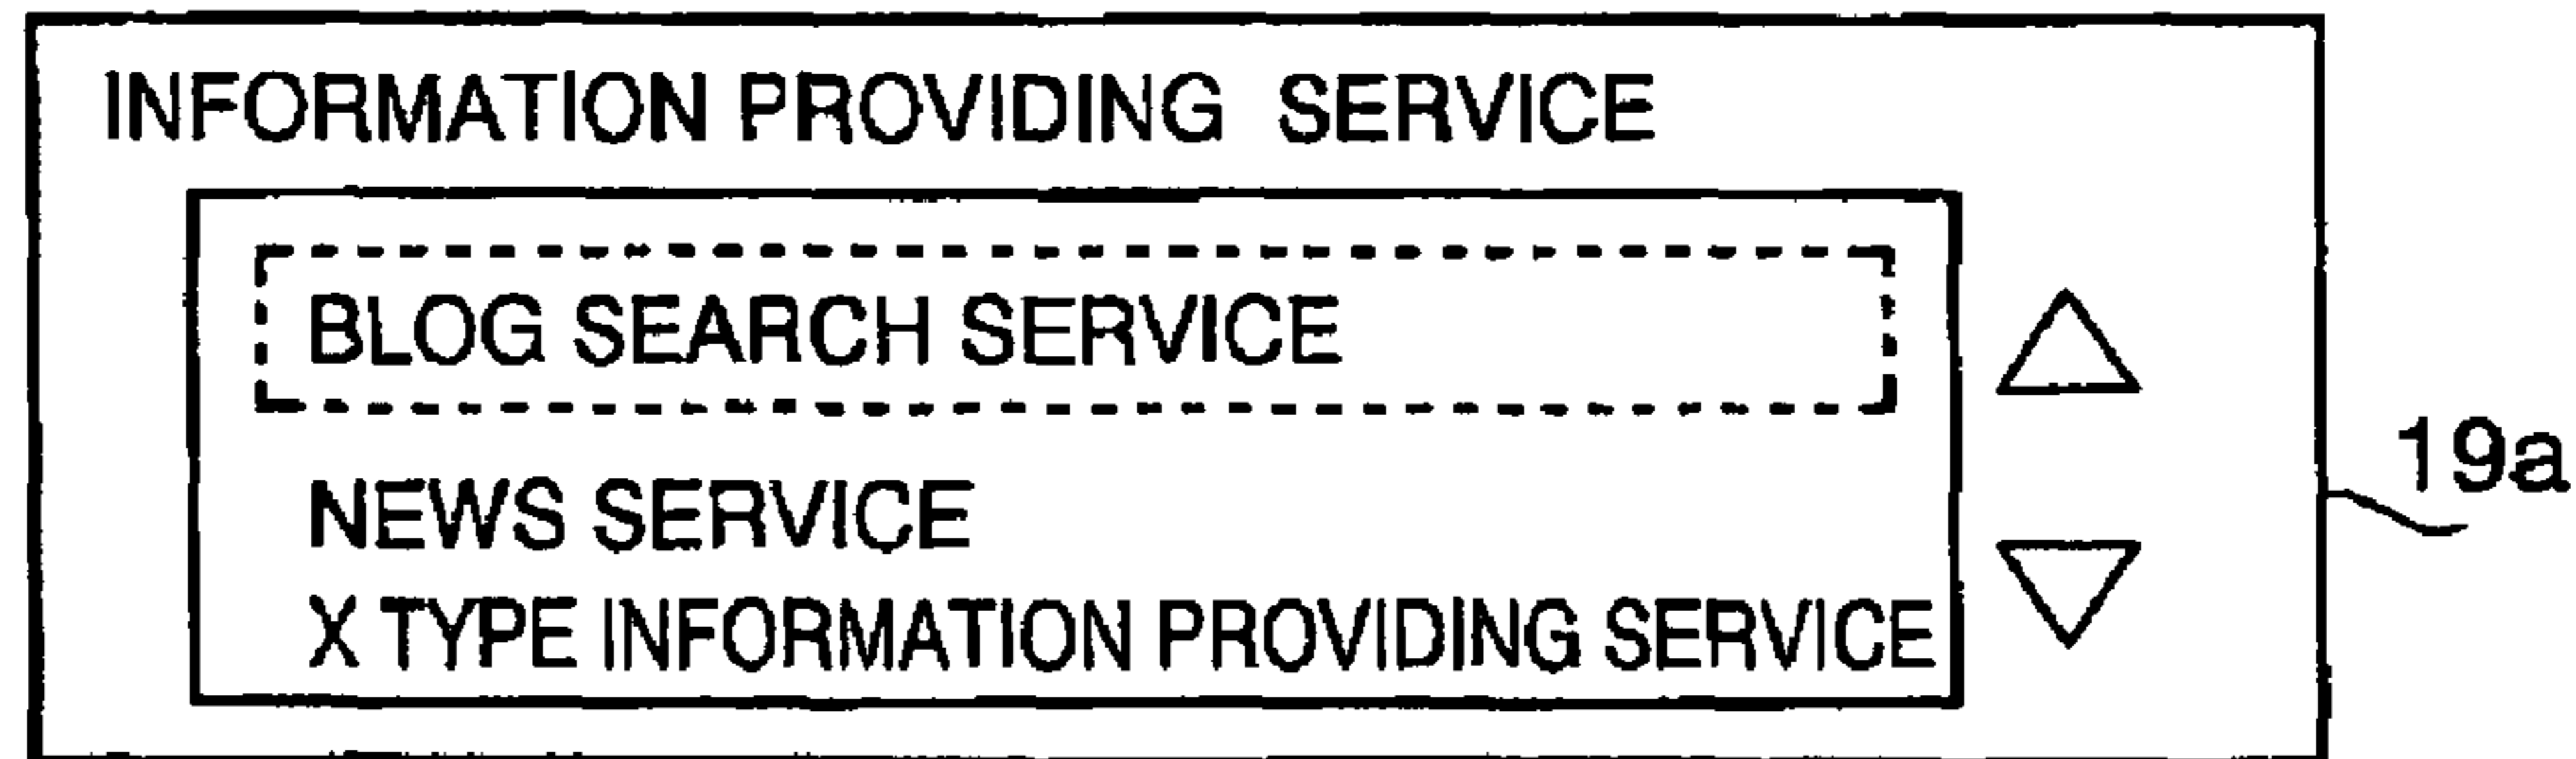 INFORMATION PROVIDING SERVICE
BLOG SEARCH SERVICE
19a
NEWS SERVICE
X TYPE INFORMATION PROVIDING SERVICE